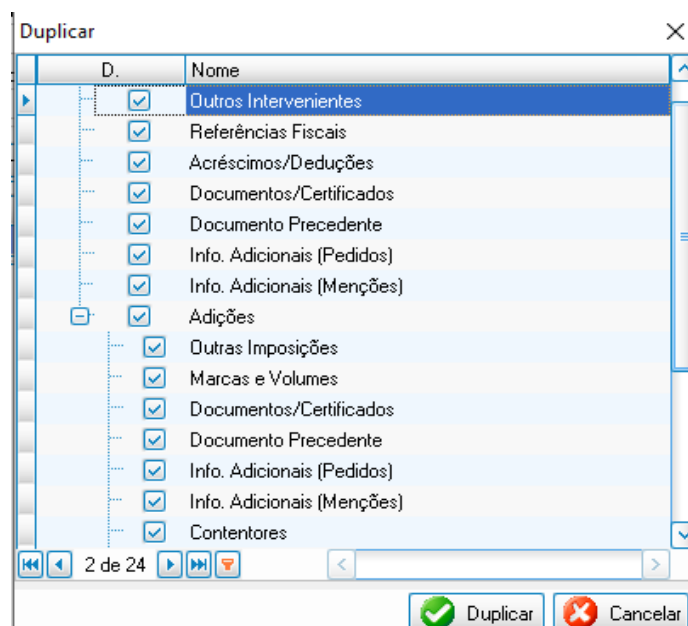 Duplicar
D. Nome
Outros Intervenientes
Referências Fiscais
Acréscimos/Deduções
Documentos/Certificados
Documento Precedente
Info. Adicionais (Pedidos)
Info. Adicionais (Menções)
Adições
Outras Imposições
Marcas e Volumes
Documentos/Certificados
Documento Precedente
Info. Adicionais (Pedidos)
Info. Adicionais (Menções)
Contentores
2 de 24
Duplicar Cancelar